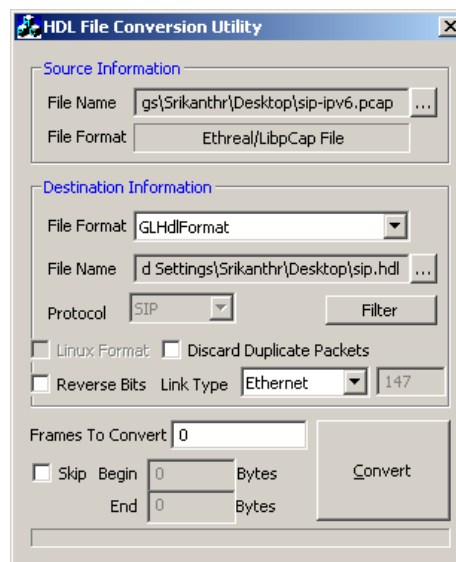 HDL File Conversion Utility
Source Information
File Name gs\Srikanthr\Desktop\sip-ipv6.pcap ...
File Format Ethreal/LibpCap File
Destination Information
File Format GLHdlFormat
File Name d Settings\Srikanthr\Desktop\sip.hdl ...
Protocol SIP Filter
Linux Format Discard Duplicate Packets
Reverse Bits Link Type Ethernet 147
Frames To Convert 0
Skip Begin 0 Bytes
Convert
End 0 Bytes